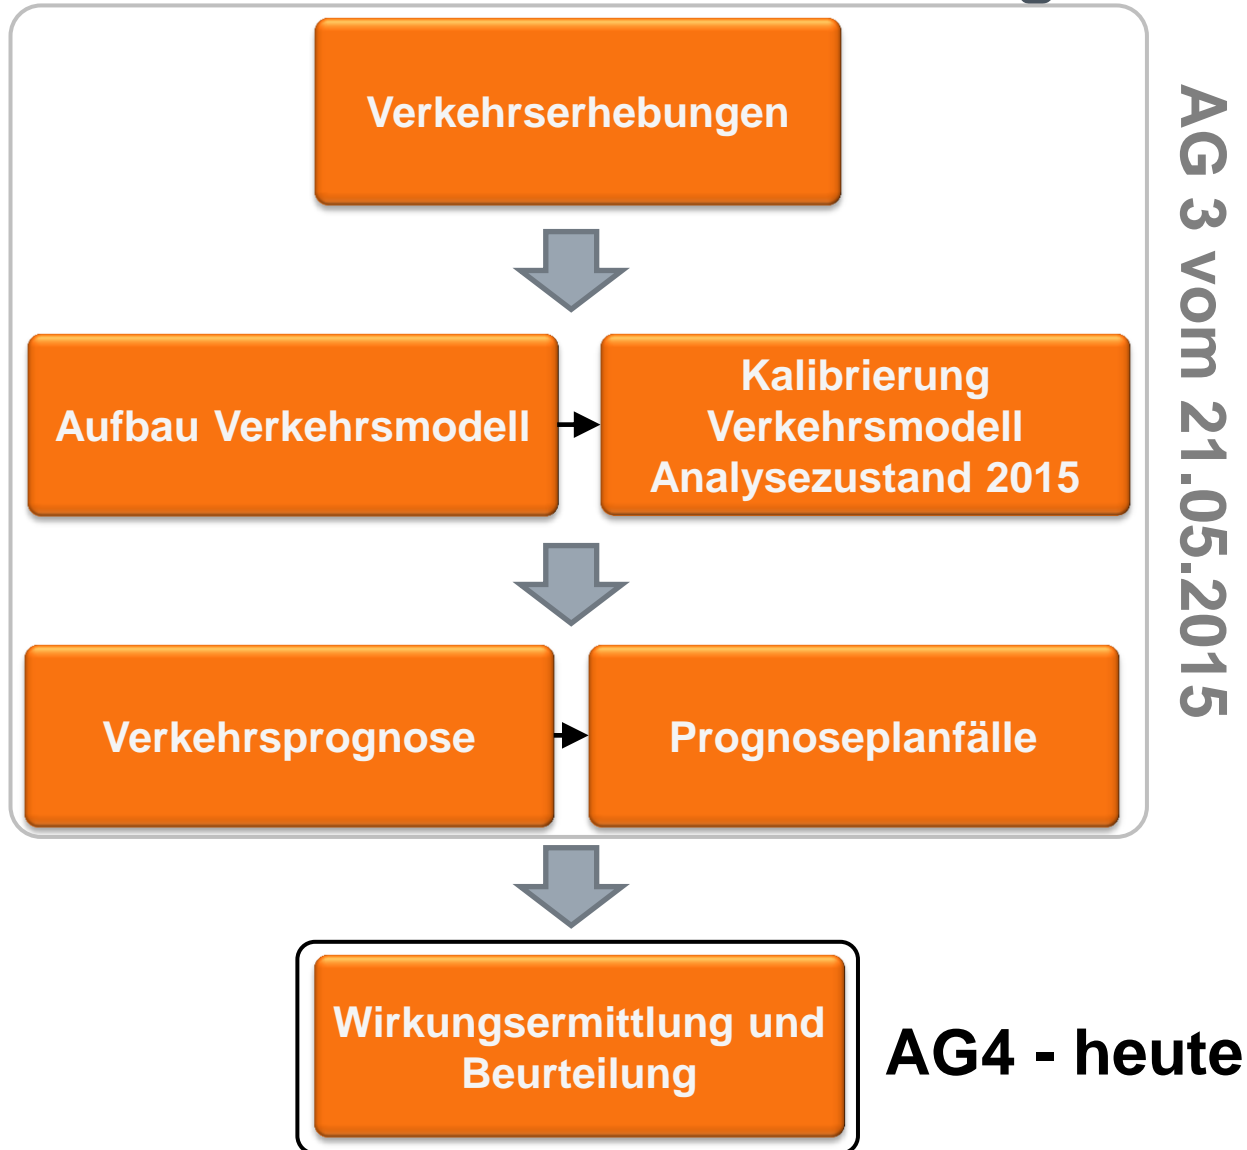 Verkehrserhebungen
Aufbau Verkehrsmodell
Kalibrierung
Verkehrsmodell
Analysezustand 2015
Verkehrsprognose
Prognoseplanfälle
AG 3 vom 21.05.2015
Wirkungsermittlung und
Beurteilung
AG4 - heute